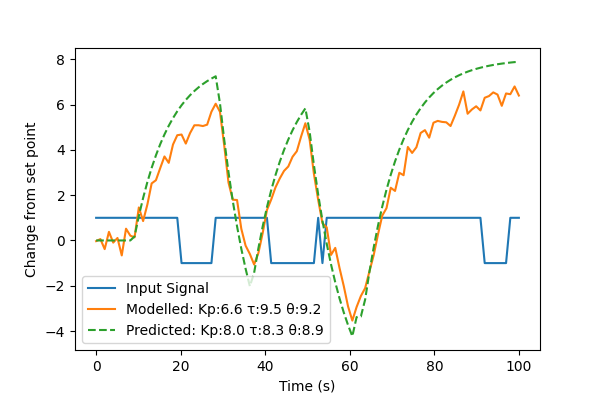 8
6
4
2
0
−2
−4
Change from set point
Input Signal
Modelled: Kp:6.6 τ:9.5 θ:9.2
Predicted: Kp:8.0 τ:8.3 θ:8.9
0 20 40 60 80 100
Time (s)